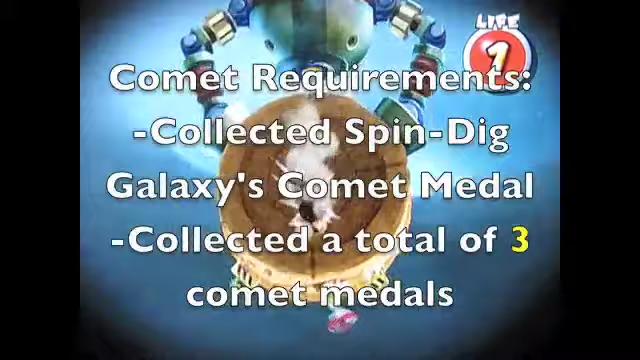 LIFE
1
Comet Requirements:
-Collected Spin-Dig
Galaxy's Comet Medal
-Collected a total of 3
comet medals